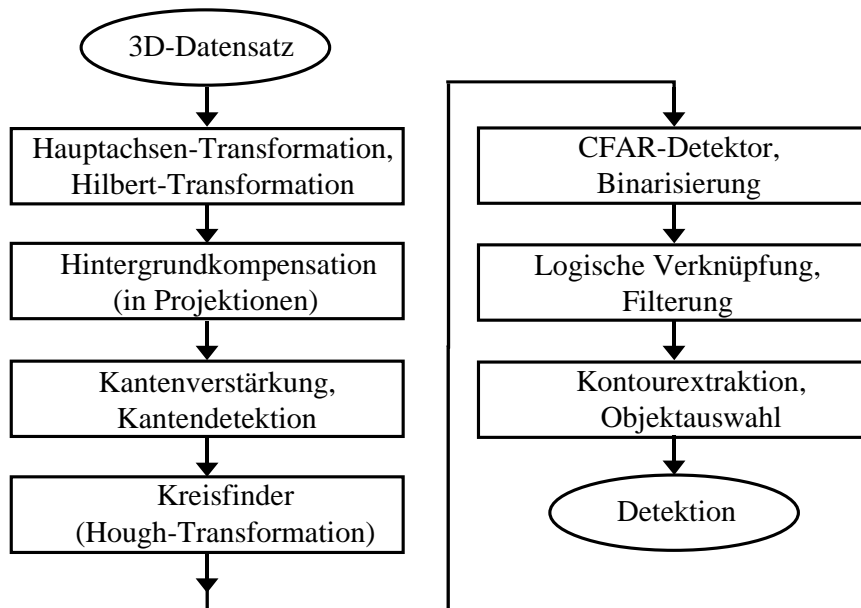 3D-Datensatz
Hauptachsen-Transformation,
Hilbert-Transformation
Hintergrundkompensation
(in Projektionen)
Kantenverstärkung,
Kantendetektion
Kreisfinder
(Hough-Transformation)
CFAR-Detektor,
Binarisierung
Logische Verknüpfung,
Filterung
Kontourextraktion,
Objektauswahl
Detektion